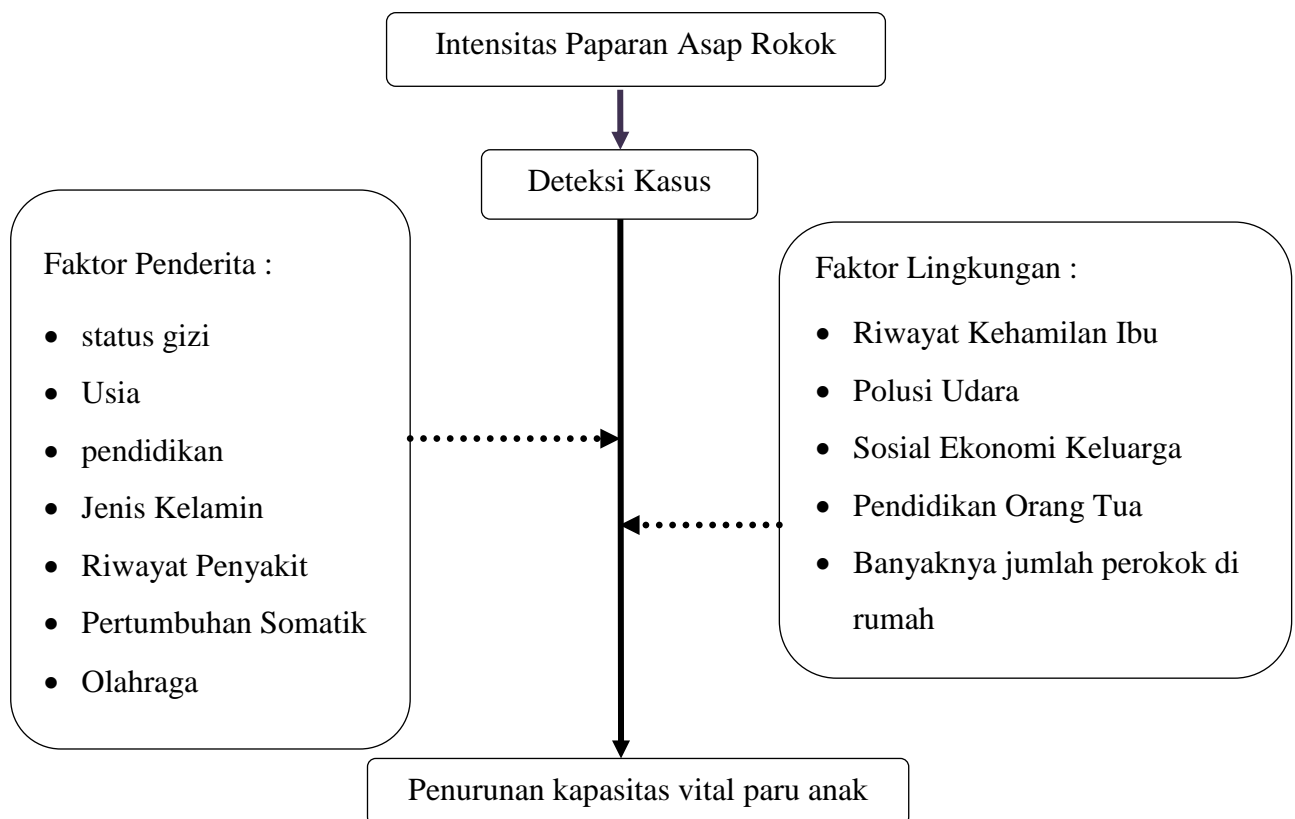 Intensitas Paparan Asap Rokok
Deteksi Kasus
Faktor Penderita :
• status gizi
• Usia
• pendidikan
• Jenis Kelamin
• Riwayat Penyakit
• Pertumbuhan Somatik
• Olahraga
Faktor Lingkungan :
• Riwayat Kehamilan Ibu
• Polusi Udara
• Sosial Ekonomi Keluarga
• Pendidikan Orang Tua
• Banyaknya jumlah perokok di
rumah
Penurunan kapasitas vital paru anak